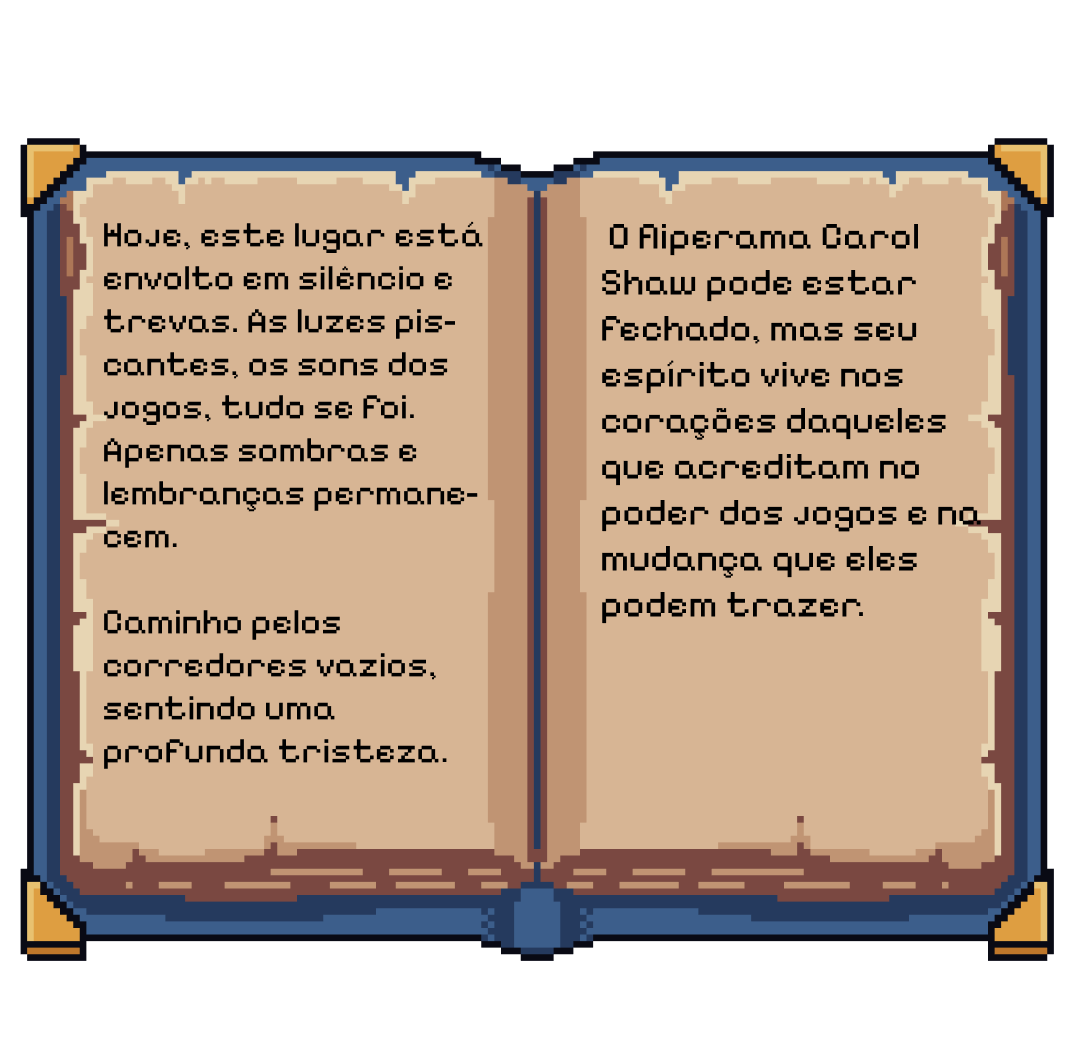 Hoje, este lugar está
envolto em silêncio e
trevas. As luzes pis-
cantes, os sons dos
jogos, tudo se foi.
Apenas sombras e
lembranças permane-
cem.
Caminho pelos
corredores vazios,
sentindo uma
profunda tristeza.
O fliperama Carol
Shaw pode estar
fechado, mas seu
espírito vive nos
corações daqueles
que acreditam no
poder dos jogos e na
mudança que eles
podem trazer.